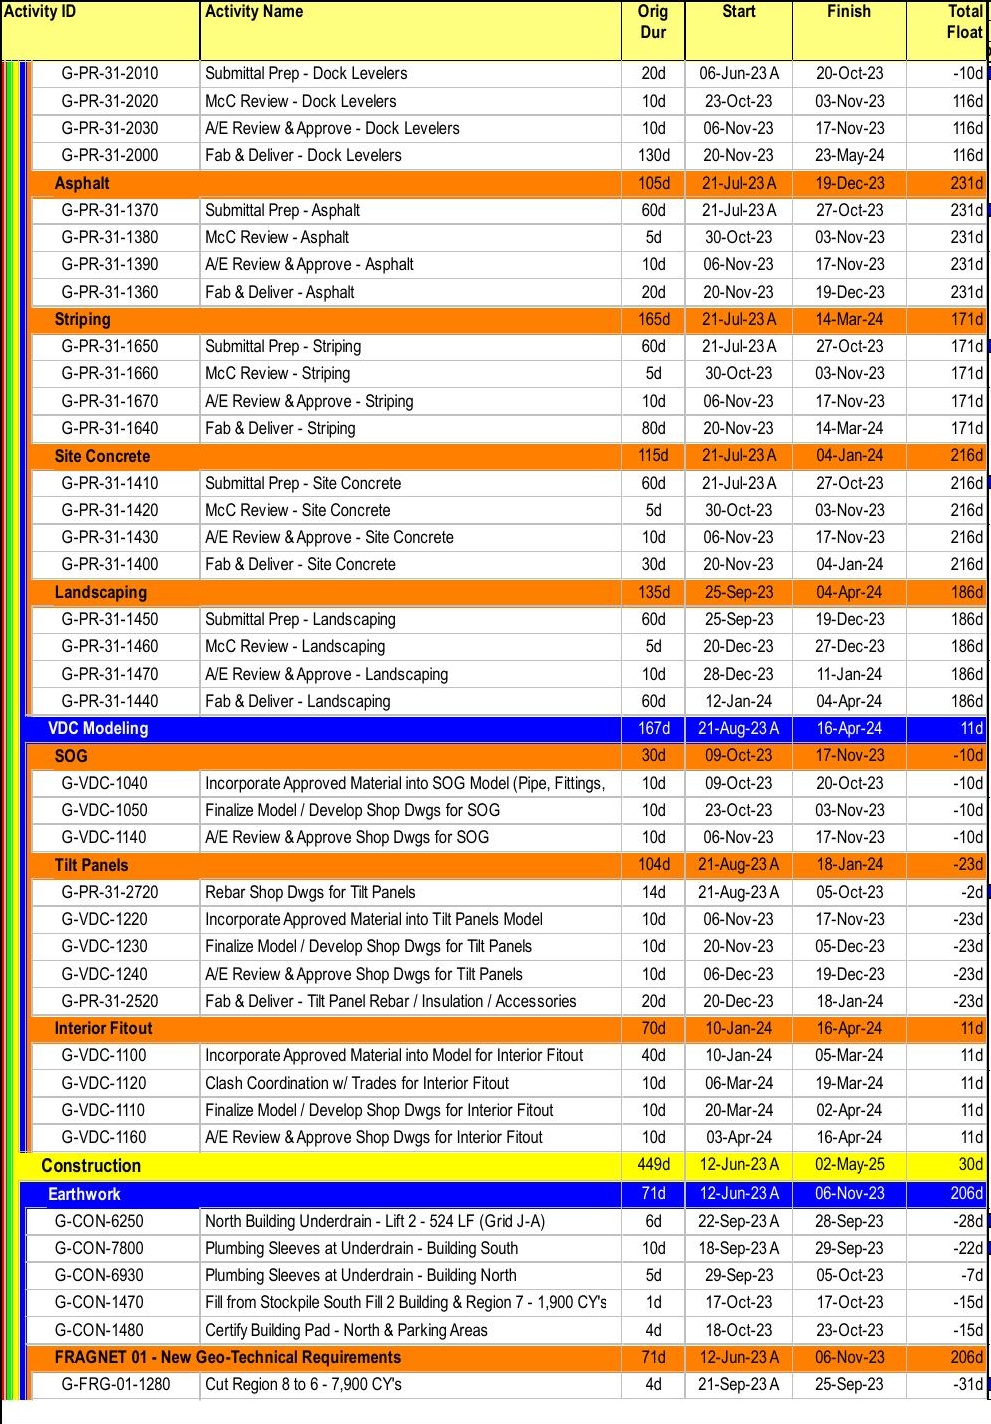 Activity ID Activity Name Orig Dur Start Finish Total Float
G-PR-31-2010 Submittal Prep - Dock Levelers 20d 06-Jun-23 A 20-Oct-23 -10d
G-PR-31-2020 McC Review - Dock Levelers 10d 23-Oct-23 03-Nov-23 116d
G-PR-31-2030 A/E Review & Approve - Dock Levelers 10d 06-Nov-23 17-Nov-23 116d
G-PR-31-2000 Fab & Deliver - Dock Levelers 130d 20-Nov-23 23-May-24 116d
Asphalt 105d 21-Jul-23 A 19-Dec-23 231d
G-PR-31-1370 Submittal Prep - Asphalt 60d 21-Jul-23 A 27-Oct-23 231d
G-PR-31-1380 McC Review - Asphalt 5d 30-Oct-23 03-Nov-23 231d
G-PR-31-1390 A/E Review & Approve - Asphalt 10d 06-Nov-23 17-Nov-23 231d
G-PR-31-1360 Fab & Deliver - Asphalt 20d 20-Nov-23 19-Dec-23 231d
Striping 165d 21-Jul-23 A 14-Mar-24 171d
G-PR-31-1650 Submittal Prep - Striping 60d 21-Jul-23 A 27-Oct-23 171d
G-PR-31-1660 McC Review - Striping 5d 30-Oct-23 03-Nov-23 171d
G-PR-31-1670 A/E Review & Approve - Striping 10d 06-Nov-23 17-Nov-23 171d
G-PR-31-1640 Fab & Deliver - Striping 80d 20-Nov-23 14-Mar-24 171d
Site Concrete 115d 21-Jul-23 A 04-Jan-24 216d
G-PR-31-1410 Submittal Prep - Site Concrete 60d 21-Jul-23 A 27-Oct-23 216d
G-PR-31-1420 McC Review - Site Concrete 5d 30-Oct-23 03-Nov-23 216d
G-PR-31-1430 A/E Review & Approve - Site Concrete 10d 06-Nov-23 17-Nov-23 216d
G-PR-31-1400 Fab & Deliver - Site Concrete 30d 20-Nov-23 04-Jan-24 216d
Landscaping 135d 25-Sep-23 04-Apr-24 186d
G-PR-31-1450 Submittal Prep - Landscaping 60d 25-Sep-23 19-Dec-23 186d
G-PR-31-1460 McC Review - Landscaping 5d 20-Dec-23 27-Dec-23 186d
G-PR-31-1470 A/E Review & Approve - Landscaping 10d 28-Dec-23 11-Jan-24 186d
G-PR-31-1440 Fab & Deliver - Landscaping 60d 12-Jan-24 04-Apr-24 186d
VDC Modeling 167d 21-Aug-23 A 16-Apr-24 11d
SOG 30d 09-Oct-23 17-Nov-23 -10d
G-VDC-1040 Incorporate Approved Material into SOG Model (Pipe, Fittings, 10d 09-Oct-23 20-Oct-23 -10d
G-VDC-1050 Finalize Model / Develop Shop Dwgs for SOG 10d 23-Oct-23 03-Nov-23 -10d
G-VDC-1140 A/E Review & Approve Shop Dwgs for SOG 10d 06-Nov-23 17-Nov-23 -10d
Tilt Panels 104d 21-Aug-23 A 18-Jan-24 -23d
G-PR-31-2720 Rebar Shop Dwgs for Tilt Panels 14d 21-Aug-23 A 05-Oct-23 -2d
G-VDC-1220 Incorporate Approved Material into Tilt Panels Model 10d 06-Nov-23 17-Nov-23 -23d
G-VDC-1230 Finalize Model / Develop Shop Dwgs for Tilt Panels 10d 20-Nov-23 05-Dec-23 -23d
G-VDC-1240 A/E Review & Approve Shop Dwgs for Tilt Panels 10d 06-Dec-23 19-Dec-23 -23d
G-PR-31-2520 Fab & Deliver - Tilt Panel Rebar / Insulation / Accessories 20d 20-Dec-23 18-Jan-24 -23d
Interior Fitout 70d 10-Jan-24 16-Apr-24 11d
G-VDC-1100 Incorporate Approved Material into Model for Interior Fitout 40d 10-Jan-24 05-Mar-24 11d
G-VDC-1120 Clash Coordination w/ Trades for Interior Fitout 10d 06-Mar-24 19-Mar-24 11d
G-VDC-1110 Finalize Model / Develop Shop Dwgs for Interior Fitout 10d 20-Mar-24 02-Apr-24 11d
G-VDC-1160 A/E Review & Approve Shop Dwgs for Interior Fitout 10d 03-Apr-24 16-Apr-24 11d
Construction 449d 12-Jun-23 A 02-May-25 30d
Earthwork 71d 12-Jun-23 A 06-Nov-23 206d
G-CON-6250 North Building Underdrain - Lift 2 - 524 LF (Grid J-A) 6d 22-Sep-23 A 28-Sep-23 -28d
G-CON-7800 Plumbing Sleeves at Underdrain - Building South 10d 18-Sep-23 A 29-Sep-23 -22d
G-CON-6930 Plumbing Sleeves at Underdrain - Building North 5d 29-Sep-23 05-Oct-23 -7d
G-CON-1470 Fill from Stockpile South Fill 2 Building & Region 7 - 1,900 CY's 1d 17-Oct-23 17-Oct-23 -15d
G-CON-1480 Certify Building Pad - North & Parking Areas 4d 18-Oct-23 23-Oct-23 -15d
FRAGNET 01 - New Geo-Technical Requirements 71d 12-Jun-23 A 06-Nov-23 206d
G-FRG-01-1280 Cut Region 8 to 6 - 7,900 CY's 4d 21-Sep-23 A 25-Sep-23 -31d